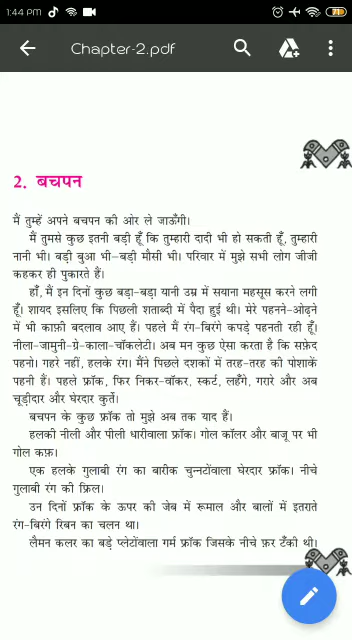 1:44 PM
71
Chapter-2.pdf
2. बचपन
मैं तुम्हें अपने बचपन की ओर ले जाऊँगी।
मैं तुमसे कुछ इतनी बड़ी हूँ कि तुम्हारी दादी भी हो सकती हूँ, तुम्हारी
नानी भी। बड़ी बुआ भी–बड़ी मौसी भी। परिवार में मुझे सभी लोग जीजी
कहकर ही पुकारते हैं।
हाँ, मैं इन दिनों कुछ बड़ा-बड़ा यानी उम्र में सयाना महसूस करने लगी
हूँ। शायद इसलिए कि पिछली शताब्दी में पैदा हुई थी। मेरे पहनने-ओढ़ने
में भी काफ़ी बदलाव आए हैं। पहले मैं रंग-बिरंगे कपड़े पहनती रही हूँ।
नीला-जामुनी-ग्रे-काला-चॉकलेटी। अब मन कुछ ऐसा करता है कि सफ़ेद
पहनो। गहरे नहीं, हलके रंग। मैंने पिछले दशकों में तरह-तरह की पोशाकें
पहनी हैं। पहले फ्रॉक, फिर निकर-वॉकर, स्कर्ट, लहँगे, गरारे और अब
चूड़ीदार और घेरदार कुर्ते।
बचपन के कुछ फ्रॉक तो मुझे अब तक याद हैं।
हलकी नीली और पीली धारीवाला फ्रॉक। गोल कॉलर और बाजू पर भी
गोल कफ़।
एक हलके गुलाबी रंग का बारीक चुन्नटोंवाला घेरदार फ्रॉक। नीचे
गुलाबी रंग की फ्रिल।
उन दिनों फ्रॉक के ऊपर की जेब में रूमाल और बालों में इतराते
रंग-बिरंगे रिबन का चलन था।
लैमन कलर का बड़े प्लेटोंवाला गर्म फ्रॉक जिसके नीचे फ़र टँकी थी।